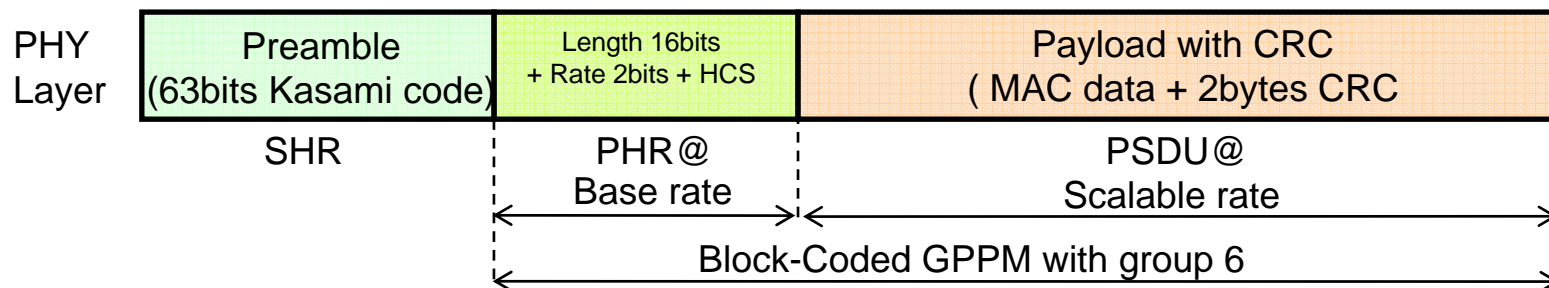 PHY
Layer
Preamble
(63bits Kasami code)
Length 16bits
+ Rate 2bits + HCS
Payload with CRC
( MAC data + 2bytes CRC
SHR
PHR@
Base rate
PSDU@
Scalable rate
Block-Coded GPPM with group 6